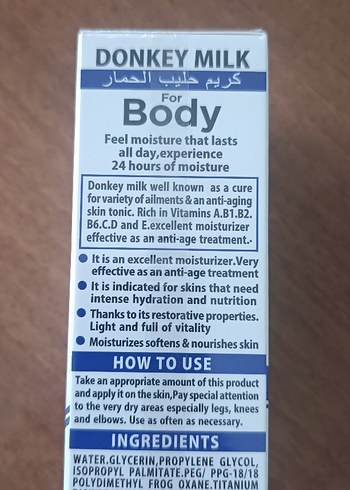 DONKEY MILK
كريم حليب الحمار
For
Body
Feel moisture that lasts
all day,experience
24 hours of moisture
Donkey milk well known as a cure
for variety of ailments & an anti-aging
skin tonic. Rich in Vitamins A.B1.B2.
B6.C.D and E.excellent moisturizer
effective as an anti-age treatment.
It is an excellent moisturizer.Very
effective as an anti-age treatment
It is indicated for skins that need
intense hydration and nutrition
Thanks to its restorative properties.
Light and full of vitality
Moisturizes softens & nourishes skin
HOW TO USE
Take an appropriate amount of this product
and apply it on the skin,Pay special attention
to the very dry areas especially legs, knees
and elbows. Use as often as necessary.
INGREDIENTS
WATER.GLYCERIN,PROPYLENE GLYCOL,
ISOPROPYL PALMITATE.PEG/ PPG-18/18
POLYDIMETHYL FROG OXANE.TITANIUM